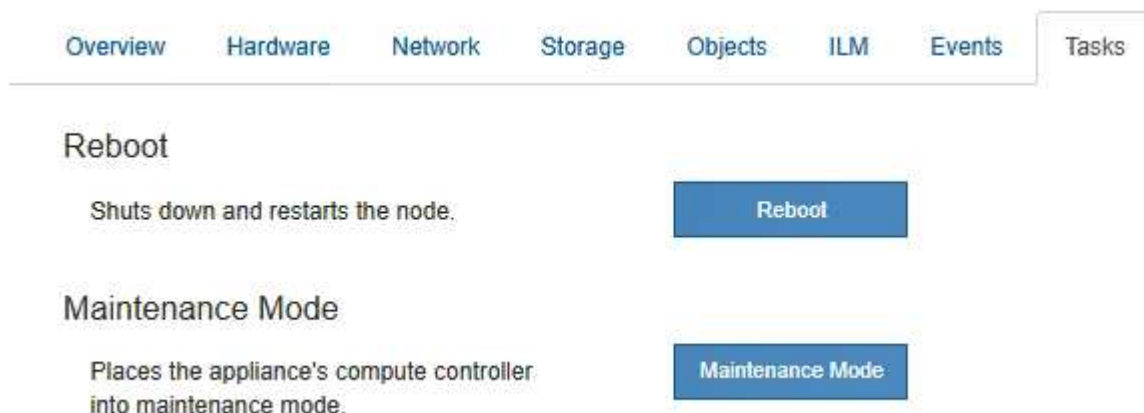 Overview Hardware Network Storage Objects ILM Events Tasks
Reboot
Shuts down and restarts the node.
Reboot
Maintenance Mode
Places the appliance's compute controller
into maintenance mode.
Maintenance Mode